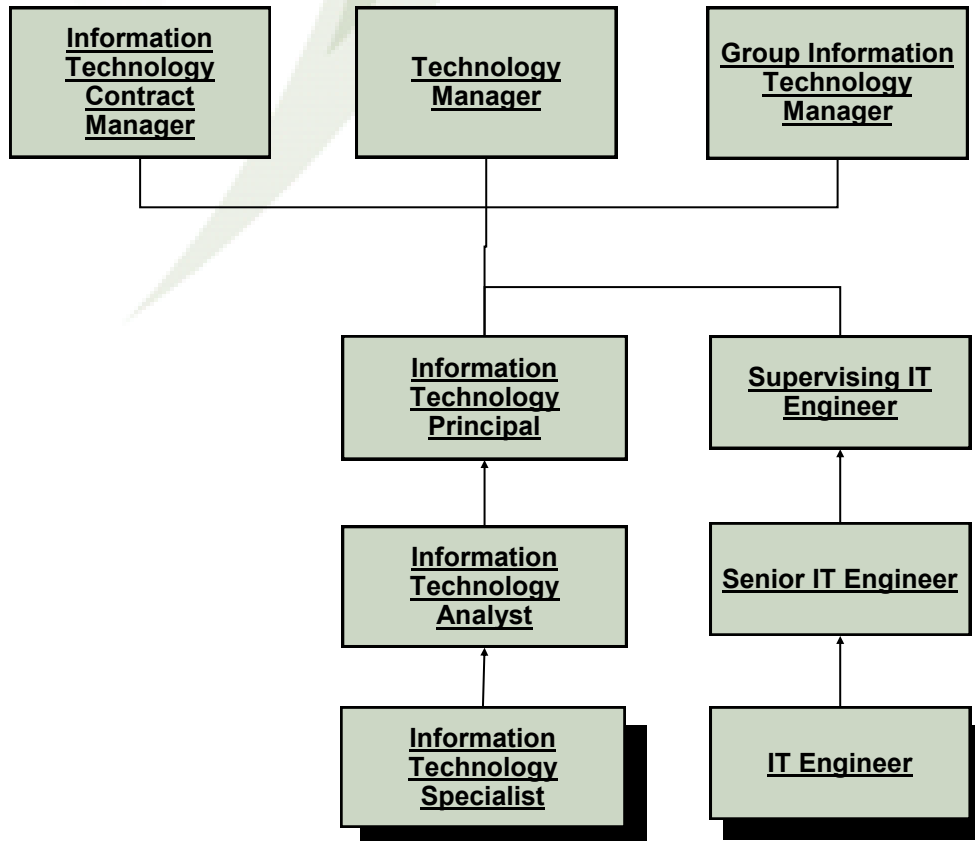 Information
Technology
Contract
Manager
Technology
Manager
Group Information
Technology
Manager
Information
Technology
Principal
Supervising IT
Engineer
Information
Technology
Analyst
Senior IT Engineer
Information
Technology
Specialist
IT Engineer